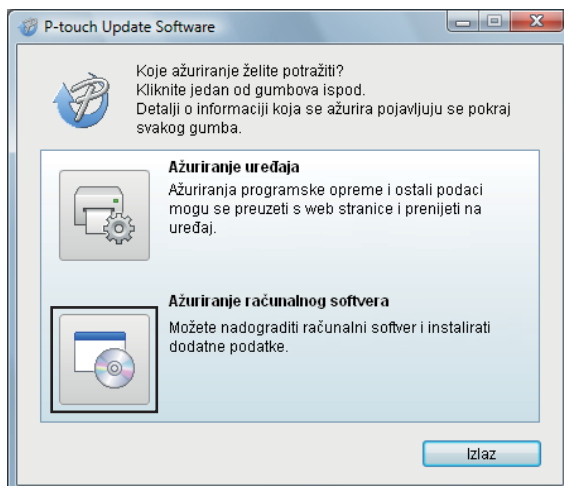 P-touch Update Software
Koje ažuriranje želite potražiti?
Kliknite jedan od gumbova ispod.
Detalji o informaciji koja se ažurira pojavljuju se pokraj
svakog gumba.
Ažuriranje uređaja
Ažuriranja programske opreme i ostali podaci
mogu se preuzeti s web stranice i prenijeti na
uređaj.
Ažuriranje računalnog softvera
Možete nadograditi računalni softver i instalirati
dodatne podatke.
Izlaz